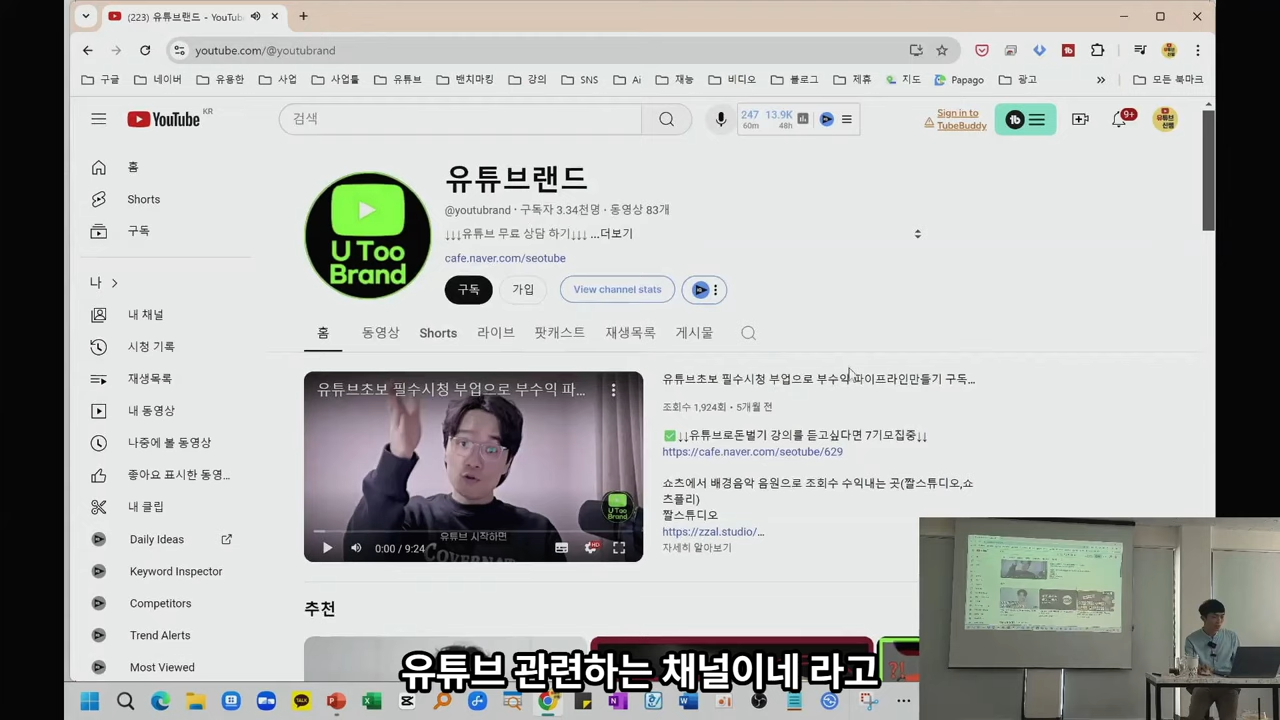 (223) 유튜브랜드 - YouTub
youtube.com/@youtubrand
구글
네이버
유용한
사업
사업툴
유튜브
밴치마킹
강의
SNS
Ai
재능
비디오
블로그
제휴
지도
Papago
광고
모든 북마크
YouTube KR
검색
247 13.9K
60m 48h
Sign in to
TubeBuddy
9+
홈
Shorts
구독
나
내 채널
시청 기록
재생목록
내 동영상
나중에 볼 동영상
좋아요 표시한 동영...
내 클립
Daily Ideas
Keyword Inspector
Competitors
Trend Alerts
Most Viewed
U Too
Brand
유튜브랜드
@youtubrand · 구독자 3.34천명 · 동영상 83개
↓↓↓유튜브 무료 상담 하기↓↓↓ ...더보기
cafe.naver.com/seotube
구독
가입
View channel stats
홈
동영상
Shorts
라이브
팟캐스트
재생목록
게시물
유튜브초보 필수시청 부업으로 부수익 파...
U Too
Brand
유튜브 시작하면
0:00 / 9:24
HD
유튜브초보 필수시청 부업으로 부수익 파이프라인만들기 구독...
조회수 1,924회 · 5개월 전
✅↓↓유튜브로돈벌기 강의를 듣고싶다면 7기모집중↓↓
https://cafe.naver.com/seotube/629
쇼츠에서 배경음악 음원으로 조회수 수익내는 곳(짤스튜디오,쇼
츠플리)
짤스튜디오
https://zzal.studio/...
자세히 알아보기
추천
유튜브 관련하는 채널이네 라고